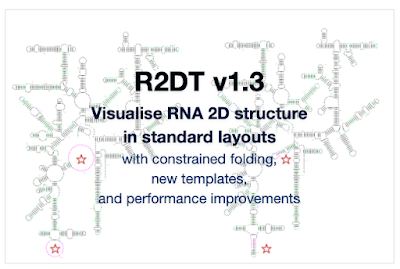 R2DT v1.3
Visualise RNA 2D structure
in standard layouts
with constrained folding,
new templates,
and performance improvements